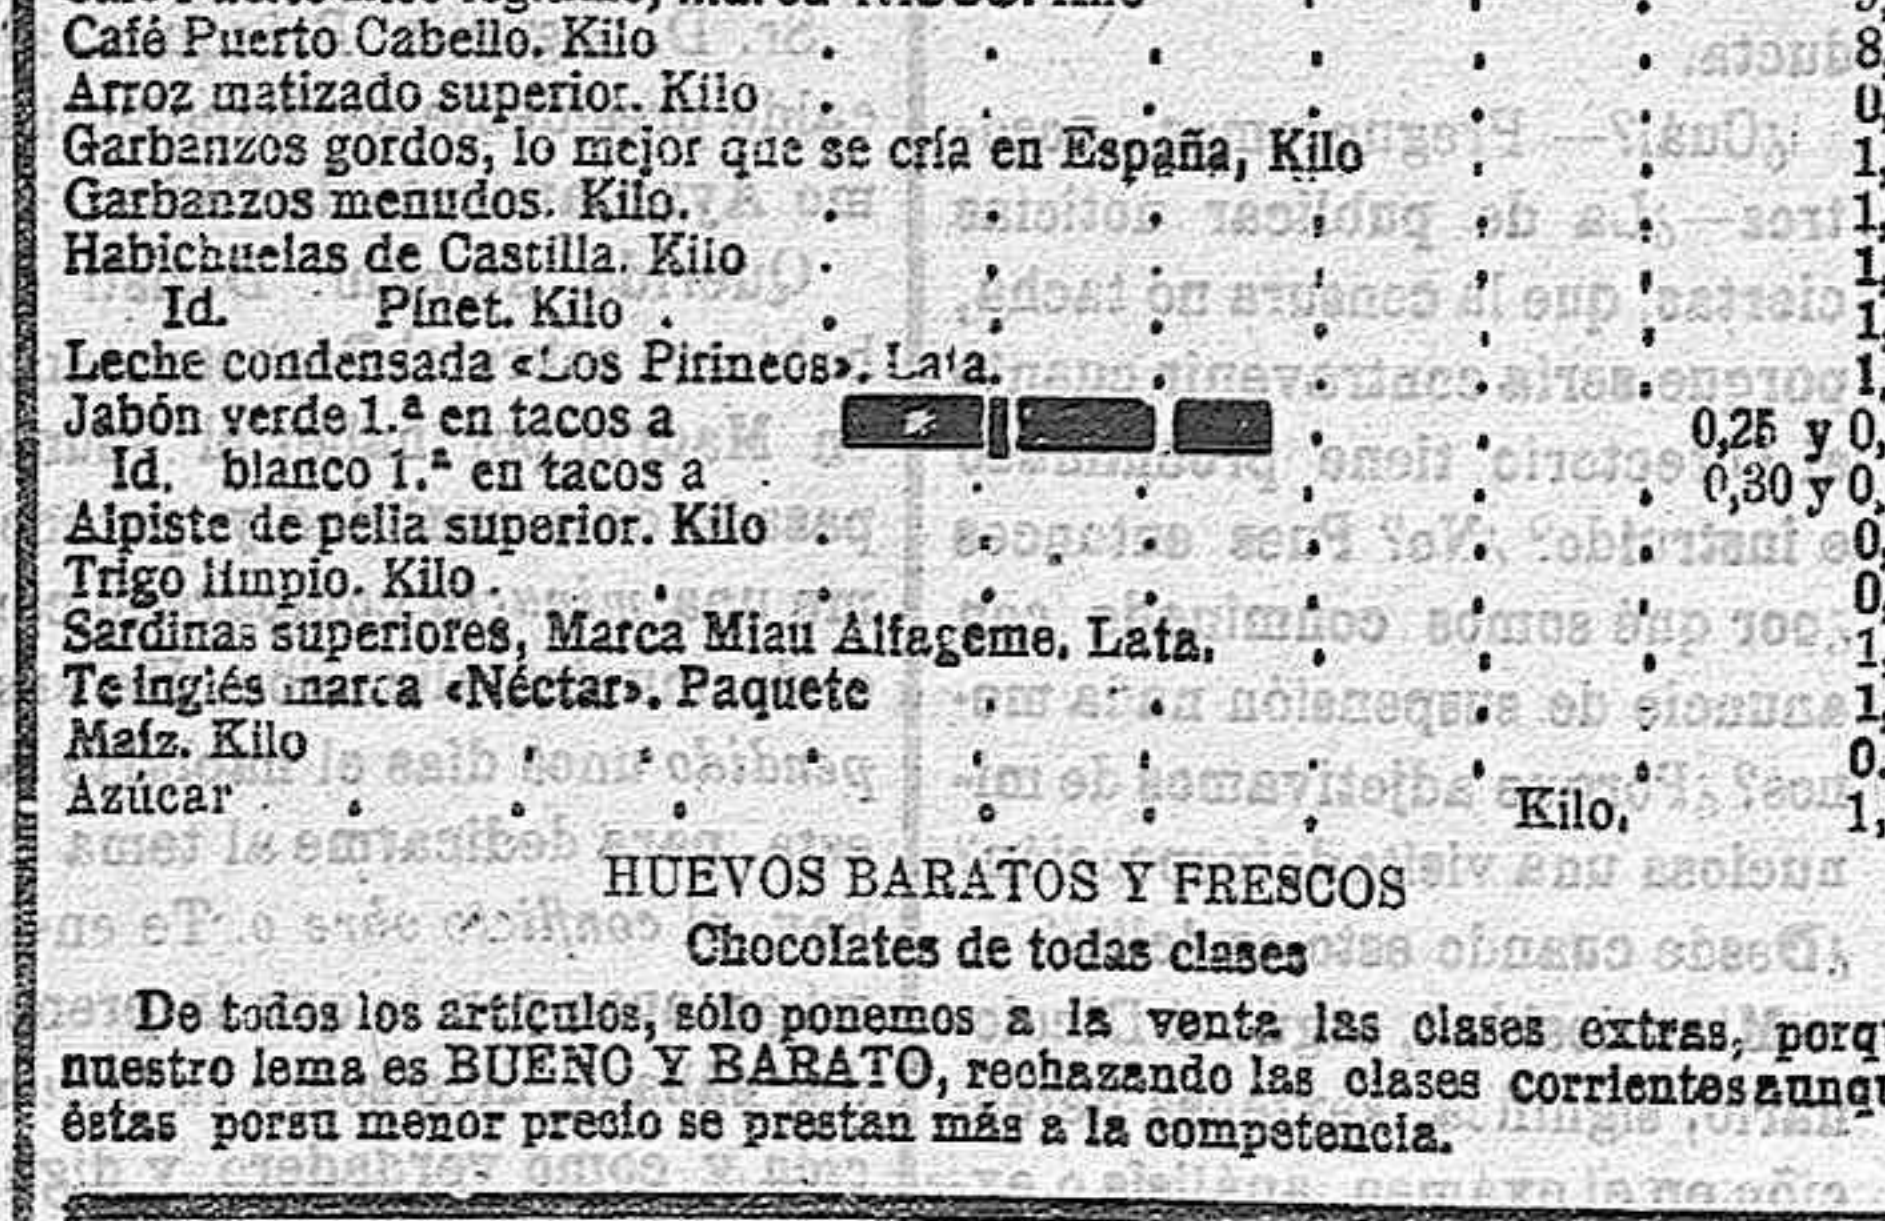 Café Puerto Cabello. Kilo . . . . . . 8,
Arroz matizado superior. Kilo . . . . . . 0,
Garbanzos gordos, lo mejor que se cría en España, Kilo . . 1,
Garbanzos menudos. Kilo. . . . . . . 1,
Habichuelas de Castilla. Kilo . . . . . . 1,
Id. Pinet. Kilo . . . . . . . 1,
Leche condensada «Los Pirineos». Lata. . . . . 1,
Jabón verde 1.ª en tacos a . . . 0,25 y 0,
Id. blanco 1.ª en tacos a . . . . . . 0,30 y 0,
Alpiste de pella superior. Kilo . . . . . . 0,
Trigo limpio. Kilo . . . . . . . . 0,
Sardinas superiores, Marca Miau Alfageme. Lata. . . . 1,
Te inglés marca «Néctar». Paquete . . . . . 1,
Maíz. Kilo . . . . . . . . 0.
Azúcar . . . . . . . Kilo. 1,
HUEVOS BARATOS Y FRESCOS
Chocolates de todas clases
De todos los artículos, sólo ponemos a la venta las clases extras, porqu
nuestro lema es BUENO Y BARATO, rechazando las clases corrientes aunqu
éstas por su menor precio se prestan más a la competencia.